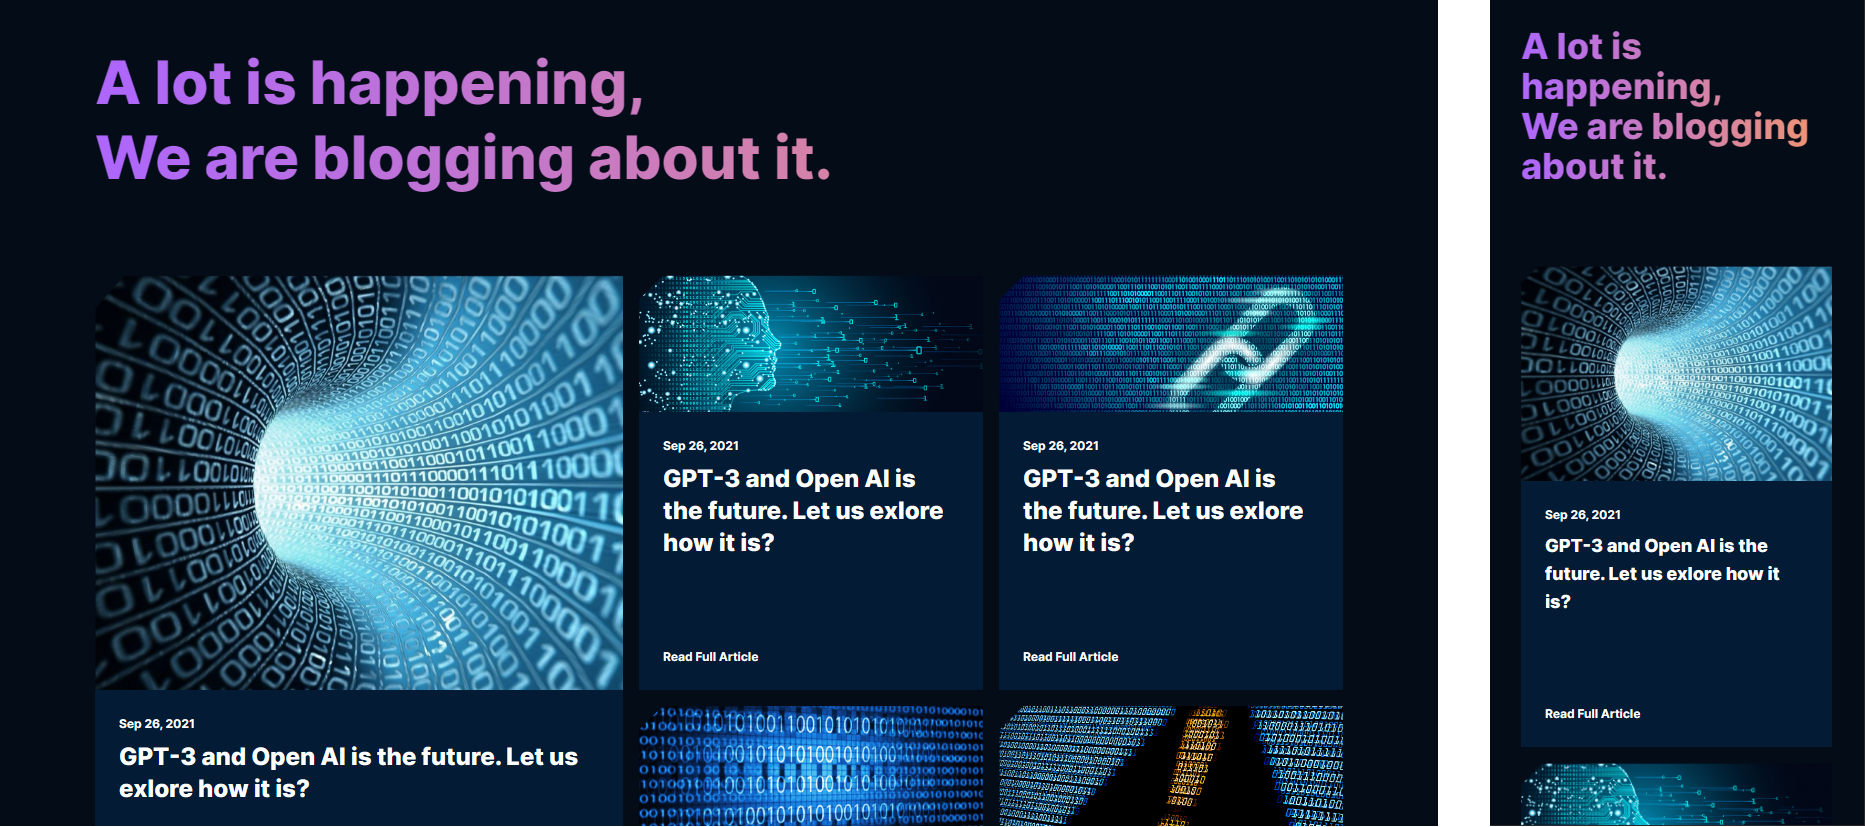 A lot is happening,
We are blogging about it.
Sep 26, 2021
GPT-3 and Open AI is
the future. Let us exlore
how it is?
Read Full Article
Sep 26, 2021
GPT-3 and Open AI is
the future. Let us exlore
how it is?
Read Full Article
Sep 26, 2021
GPT-3 and Open AI is the future. Let us
exlore how it is?
A lot is
happening,
We are blogging
about it.
Sep 26, 2021
GPT-3 and Open AI is the
future. Let us exlore how it
is?
Read Full Article